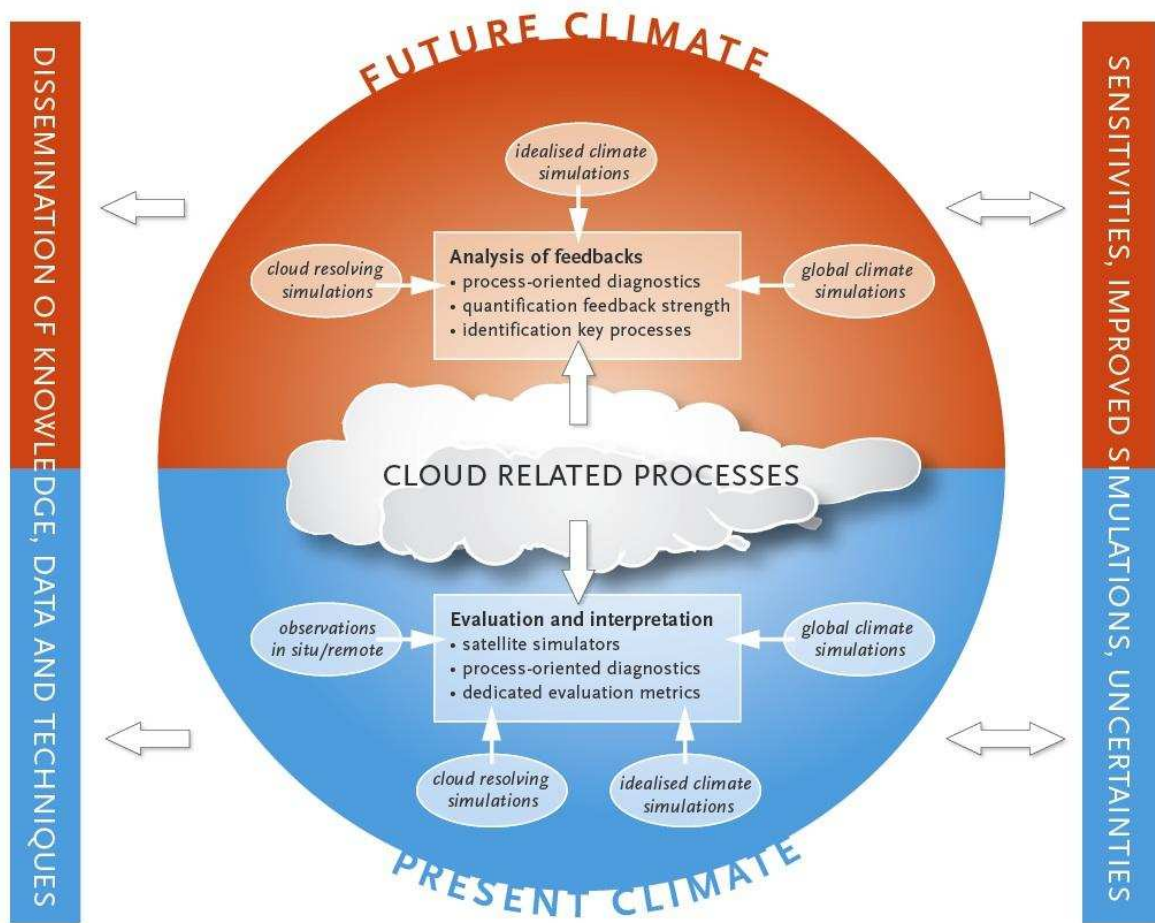 FUTURE CLIMATE
DISSEMINATION OF KNOWLEDGE, DATA AND TECHNIQUES
SENSITIVITIES, IMPROVED SIMULATIONS, UNCERTAINTIES
idealised climate
simulations
cloud resolving
simulations
Analysis of feedbacks
• process-oriented diagnostics
• quantification feedback strength
• identification key processes
global climate
simulations
CLOUD RELATED PROCESSES
observations
in situ/remote
Evaluation and interpretation
• satellite simulators
• process-oriented diagnostics
• dedicated evaluation metrics
global climate
simulations
cloud resolving
simulations
idealised climate
simulations
PRESENT CLIMATE